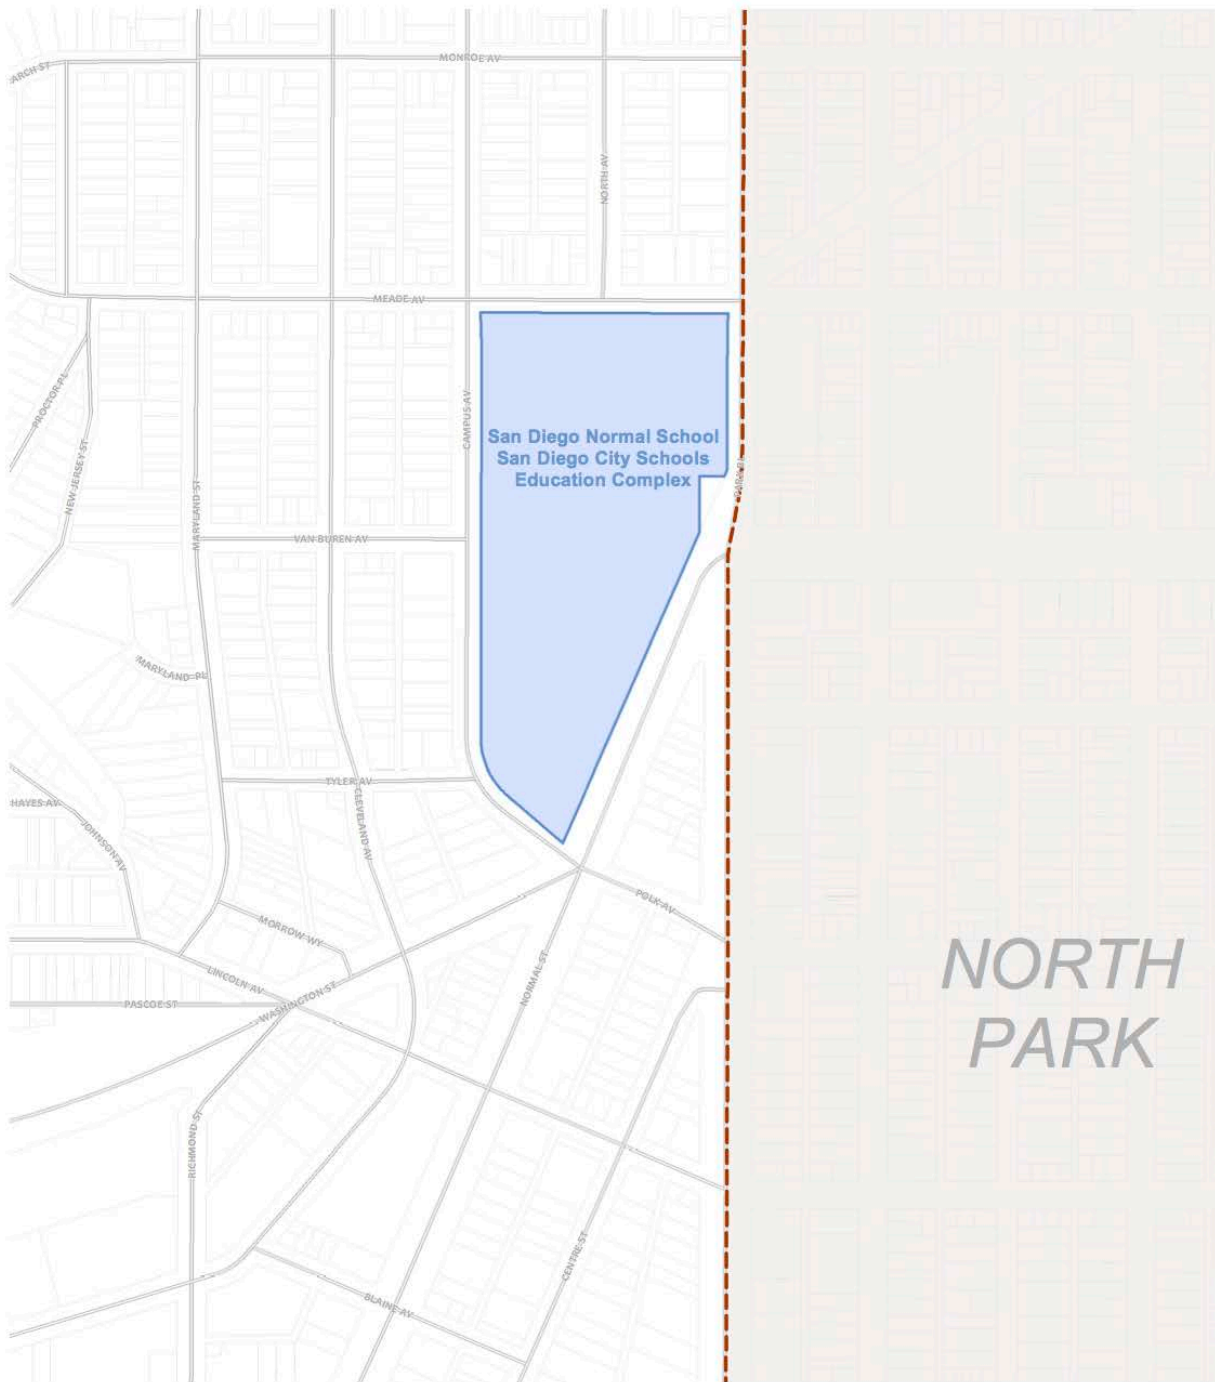 MONROE AV
ARCH ST
NORTH AV
MEADE AV
PROCTOR PL
CAMPUS AV
San Diego Normal School
San Diego City Schools
Education Complex
NEW JERSEY ST
MARYLAND ST
VAN BUREN AV
MARYLAND PL
TYLER AV
HAYES AV
CLEVELAND AV
JOHNSON AV
POLK AV
MORROW WY
NORTH
PARK
LINCOLN AV
NORMAL ST
WASHINGTON ST
PASCOE ST
RICHMOND ST
CENTRE ST
BLAINE AV